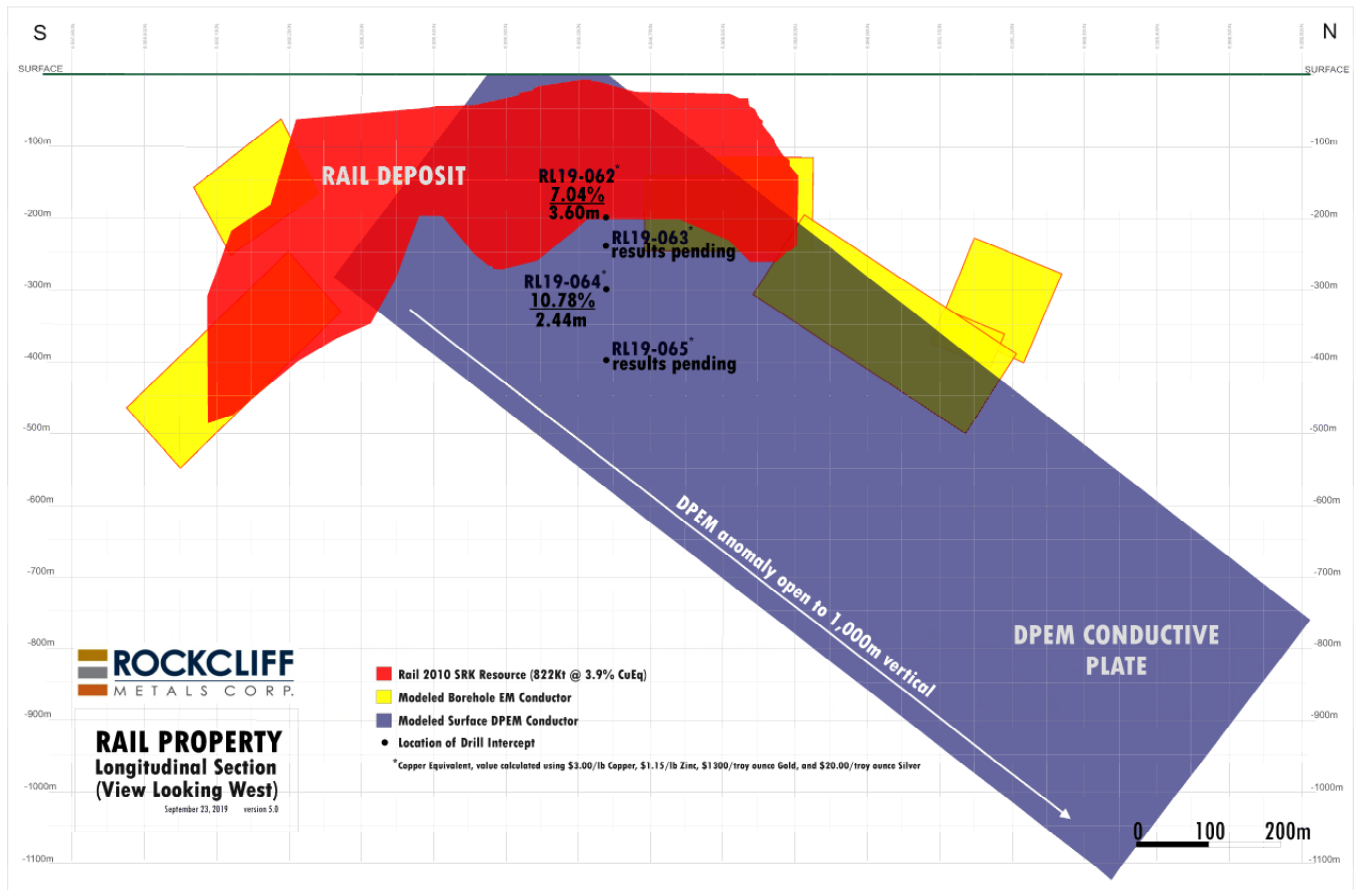 S
N
SURFACE
SURFACE
-100m
-100m
RAIL DEPOSIT
RL19-062*
7.04%
3.60m
-200m
-200m
RL19-063*
results pending
RL19-064*
10.78%
2.44m
-300m
-300m
RL19-065*
results pending
-400m
-400m
-500m
-500m
DPEM anomaly open to 1,000m vertical
-600m
-600m
-700m
-700m
DPEM CONDUCTIVE
PLATE
-800m
-800m
ROCKCLIFF
METALS CORP.
Rail 2010 SRK Resource (822Kt @ 3.9% CuEq)
Modeled Borehole EM Conductor
Modeled Surface DPEM Conductor
Location of Drill Intercept
*Copper Equivalent, value calculated using $3.00/lb Copper, $1.15/lb Zinc, $1300/troy ounce Gold, and $20.00/troy ounce Silver
-900m
-900m
RAIL PROPERTY
Longitudinal Section
(View Looking West)
September 23, 2019 version 5.0
-1000m
-1000m
0 100 200m
-1100m
-1100m